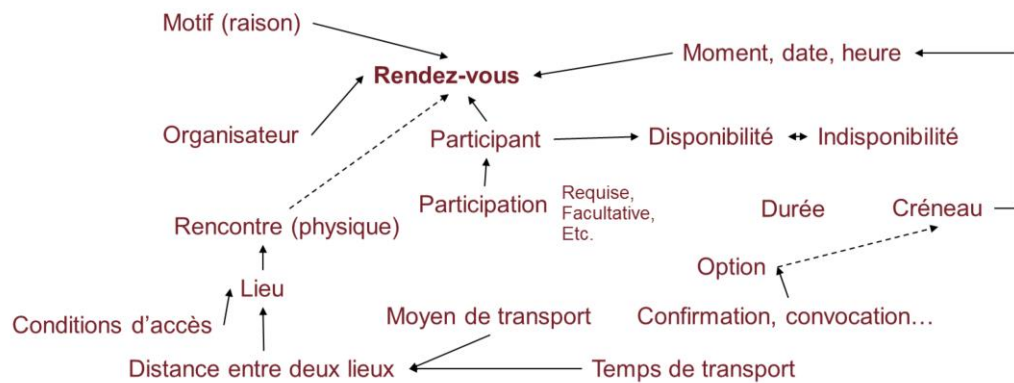 Motif (raison)
Moment, date, heure
Rendez-vous
Organisateur
Participant
Disponibilité
Indisponibilité
Participation
Requise,
Facultative,
Etc.
Durée
Créneau
Rencontre (physique)
Option
Lieu
Conditions d'accès
Moyen de transport
Confirmation, convocation…
Distance entre deux lieux
Temps de transport